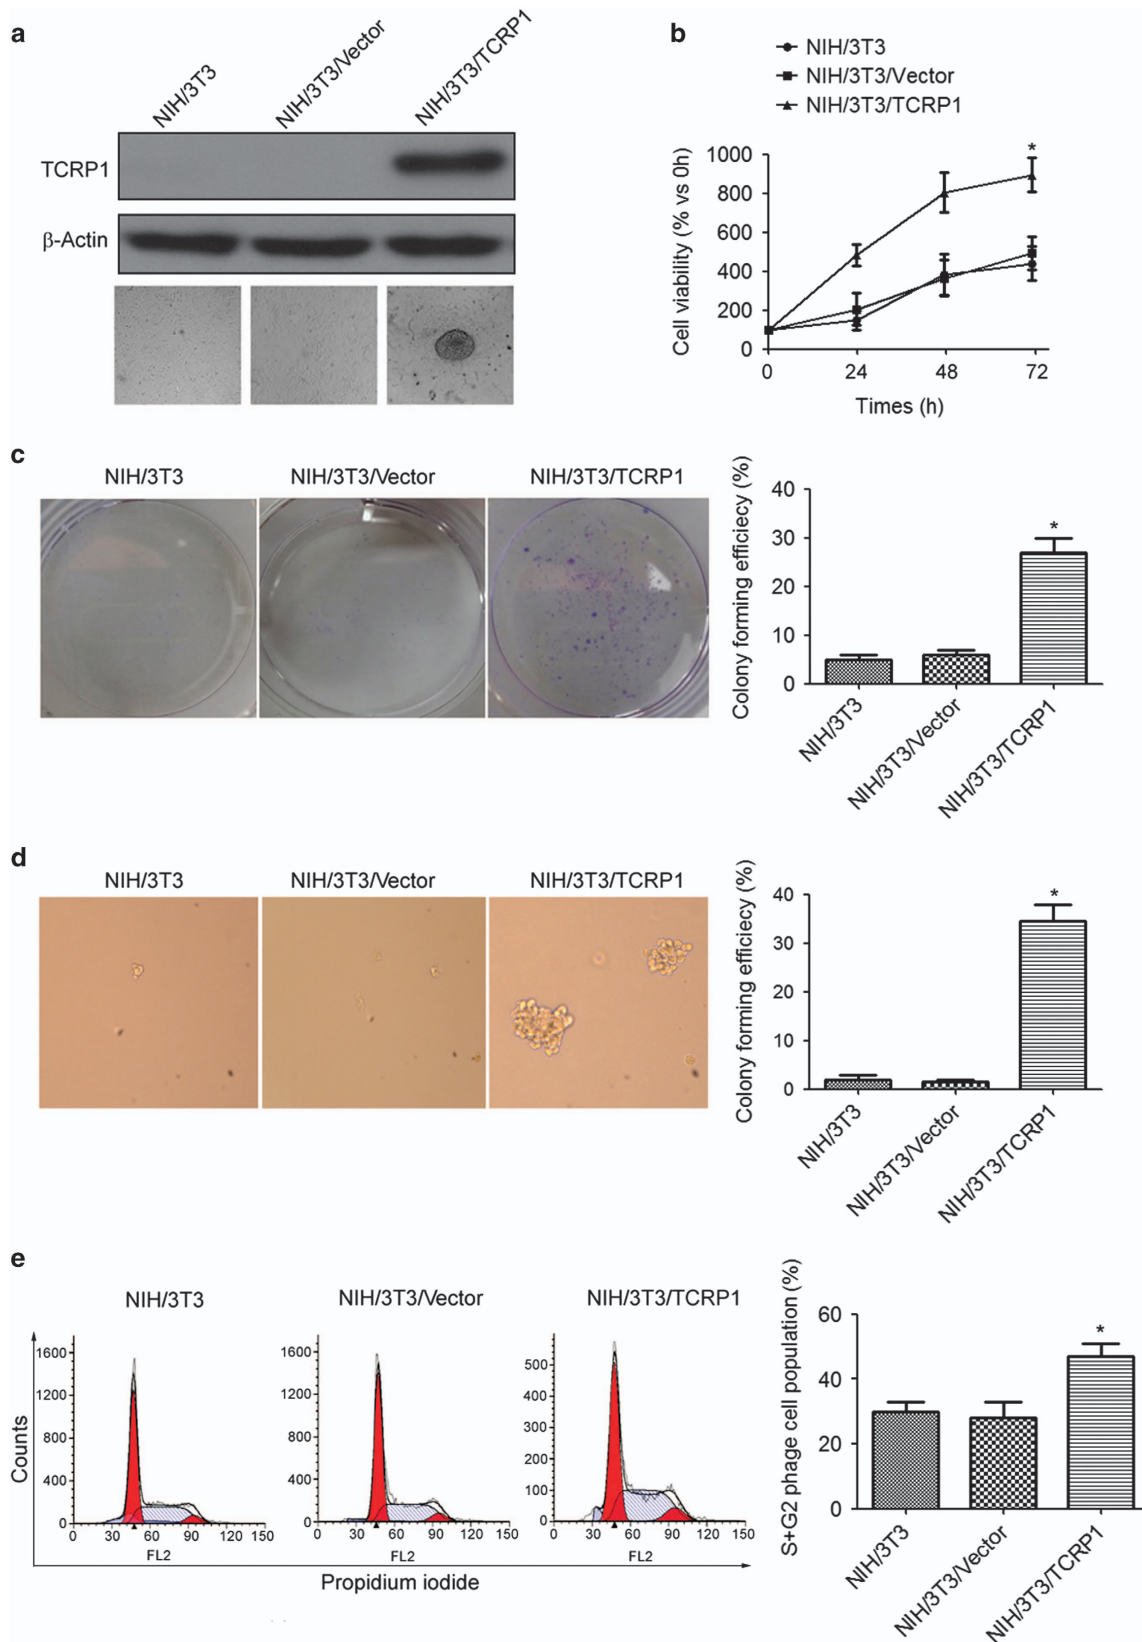 a
NIH/3T3
NIH/3T3/Vector
NIH/3T3/TCRP1
TCRP1
β-Actin
b
NIH/3T3
NIH/3T3/Vector
NIH/3T3/TCRP1
Cell viability (% vs 0h)
1000
800
600
400
200
0
*
0 24 48 72
Times (h)
c
NIH/3T3 NIH/3T3/Vector NIH/3T3/TCRP1
Colony forming efficiecy (%)
40
30
20
10
0
*
NIH/3T3
NIH/3T3/Vector
NIH/3T3/TCRP1
d
NIH/3T3 NIH/3T3/Vector NIH/3T3/TCRP1
Colony forming efficiecy (%)
40
30
20
10
0
*
NIH/3T3
NIH/3T3/Vector
NIH/3T3/TCRP1
e
NIH/3T3 NIH/3T3/Vector NIH/3T3/TCRP1
Counts
1600
1200
800
400
0
0 30 60 90 120 150
FL2
1600
1200
800
400
0
0 30 60 90 120 150
FL2
500
400
300
200
100
0
0 30 60 90 120 150
FL2
Propidium iodide
S+G2 phage cell population (%)
60
40
20
0
*
NIH/3T3
NIH/3T3/Vector
NIH/3T3/TCRP1